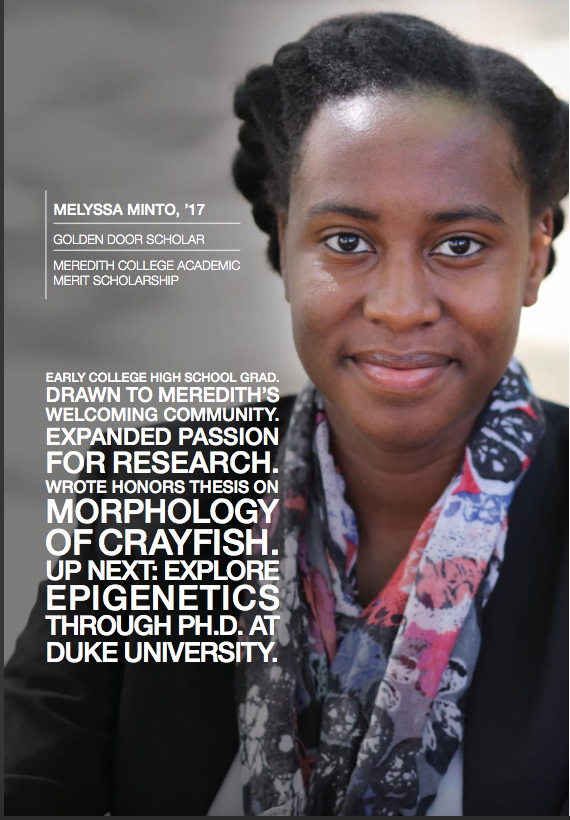 MELYSSA MINTO, '17
GOLDEN DOOR SCHOLAR
MEREDITH COLLEGE ACADEMIC
MERIT SCHOLARSHIP
EARLY COLLEGE HIGH SCHOOL GRAD.
DRAWN TO MEREDITH'S
WELCOMING COMMUNITY.
EXPANDED PASSION
FOR RESEARCH.
WROTE HONORS THESIS ON
MORPHOLOGY
OF CRAYFISH.
UP NEXT: EXPLORE
EPIGENETICS
THROUGH PH.D. AT
DUKE UNIVERSITY.